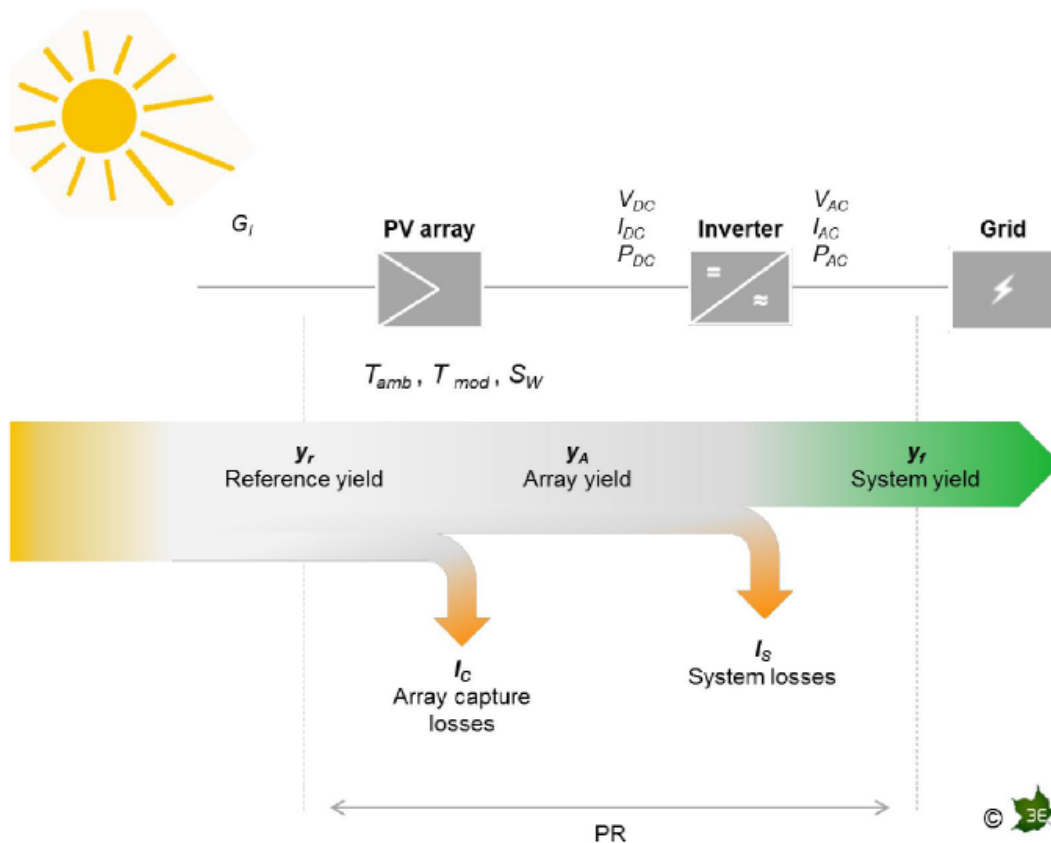 G_I
PV array
V_DC
I_DC
P_DC
Inverter
V_AC
I_AC
P_AC
Grid
=
≈
T_amb , T_mod , S_W
y_r
Reference yield
y_A
Array yield
y_f
System yield
l_C
Array capture
losses
l_S
System losses
PR
© 3E